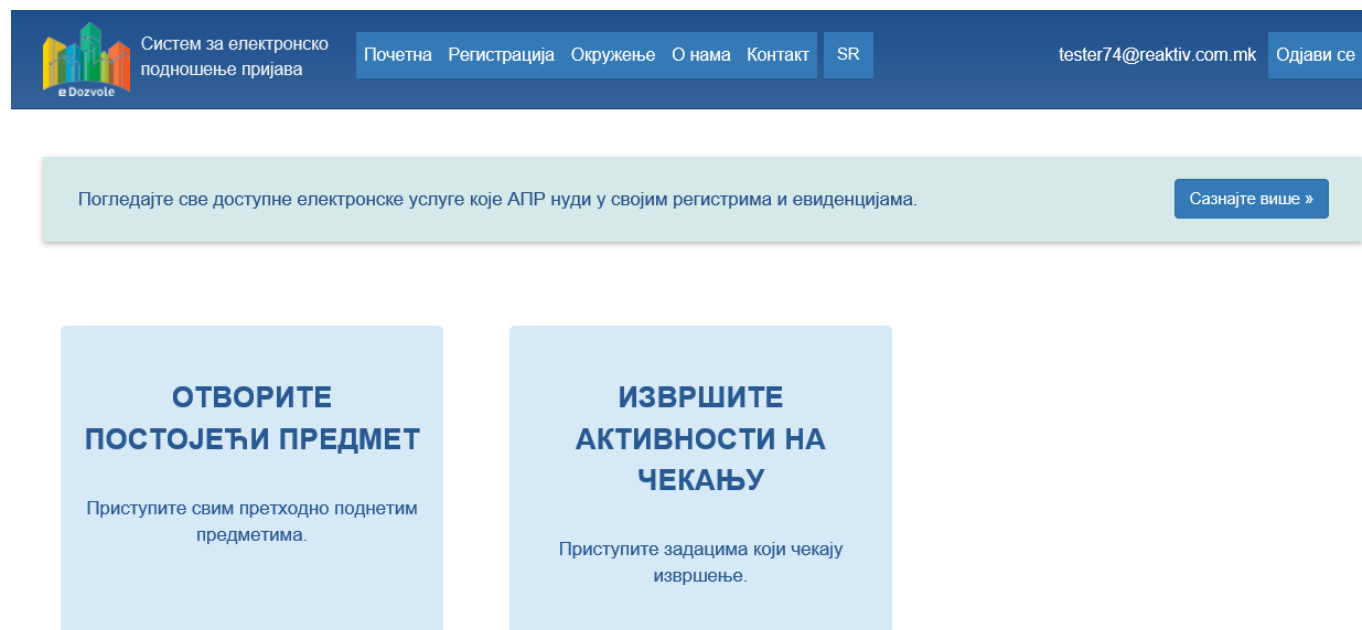 Систем за електронско
подношење пријава
Почетна Регистрација Окружење О нама Контакт SR
tester74@reaktiv.com.mk Одјави се
e Dozvole
Погледајте све доступне електронске услуге које АПР нуди у својим регистрима и евиденцијама.
Сазнајте више »
ОТВОРИТЕ
ПОСТОЈЕЋИ ПРЕДМЕТ
Приступите свим претходно поднетим
предметима.
ИЗВРШИТЕ
АКТИВНОСТИ НА
ЧЕКАЊУ
Приступите задацима који чекају
извршење.